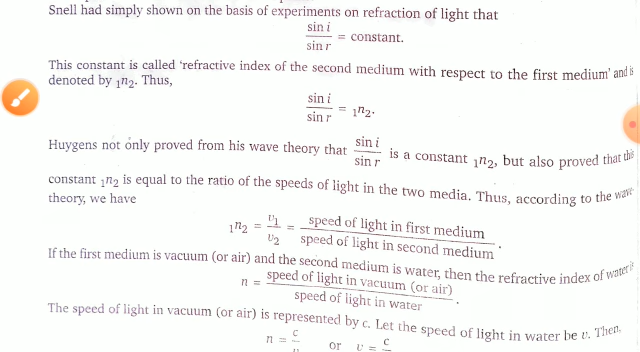 Snell had simply shown on the basis of experiments on refraction of light that
sin i / sin r = constant.
This constant is called ‘refractive index of the second medium with respect to the first medium’ and is
denoted by ₁n₂. Thus,
sin i / sin r = ₁n₂.
Huygens not only proved from his wave theory that sin i / sin r is a constant ₁n₂, but also proved that this
constant ₁n₂ is equal to the ratio of the speeds of light in the two media. Thus, according to the wave-
theory, we have
₁n₂ = v₁ / v₂ = speed of light in first medium / speed of light in second medium .
If the first medium is vacuum (or air) and the second medium is water, then the refractive index of water is
n = speed of light in vacuum (or air) / speed of light in water .
The speed of light in vacuum (or air) is represented by c. Let the speed of light in water be v. Then,
n = c / v or v = c